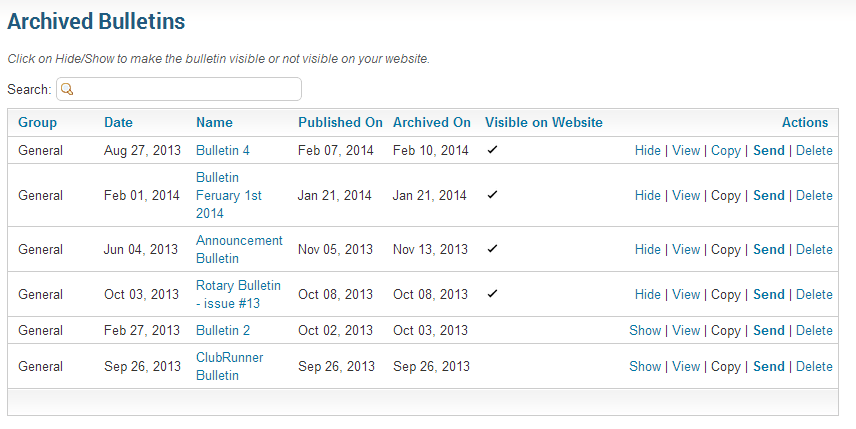 Archived Bulletins
Click on Hide/Show to make the bulletin visible or not visible on your website.
Search:
Group Date Name Published On Archived On Visible on Website Actions
General Aug 27, 2013 Bulletin 4 Feb 07, 2014 Feb 10, 2014 ✓ Hide | View | Copy | Send | Delete
Bulletin
General Feb 01, 2014 Feruary 1st Jan 21, 2014 Jan 21, 2014 ✓ Hide | View | Copy | Send | Delete
2014
Announcement
General Jun 04, 2013 Nov 05, 2013 Nov 13, 2013 ✓ Hide | View | Copy | Send | Delete
Bulletin
Rotary Bulletin
General Oct 03, 2013 Oct 08, 2013 Oct 08, 2013 ✓ Hide | View | Copy | Send | Delete
- issue #13
General Feb 27, 2013 Bulletin 2 Oct 02, 2013 Oct 03, 2013 Show | View | Copy | Send | Delete
ClubRunner
General Sep 26, 2013 Sep 26, 2013 Sep 26, 2013 Show | View | Copy | Send | Delete
Bulletin